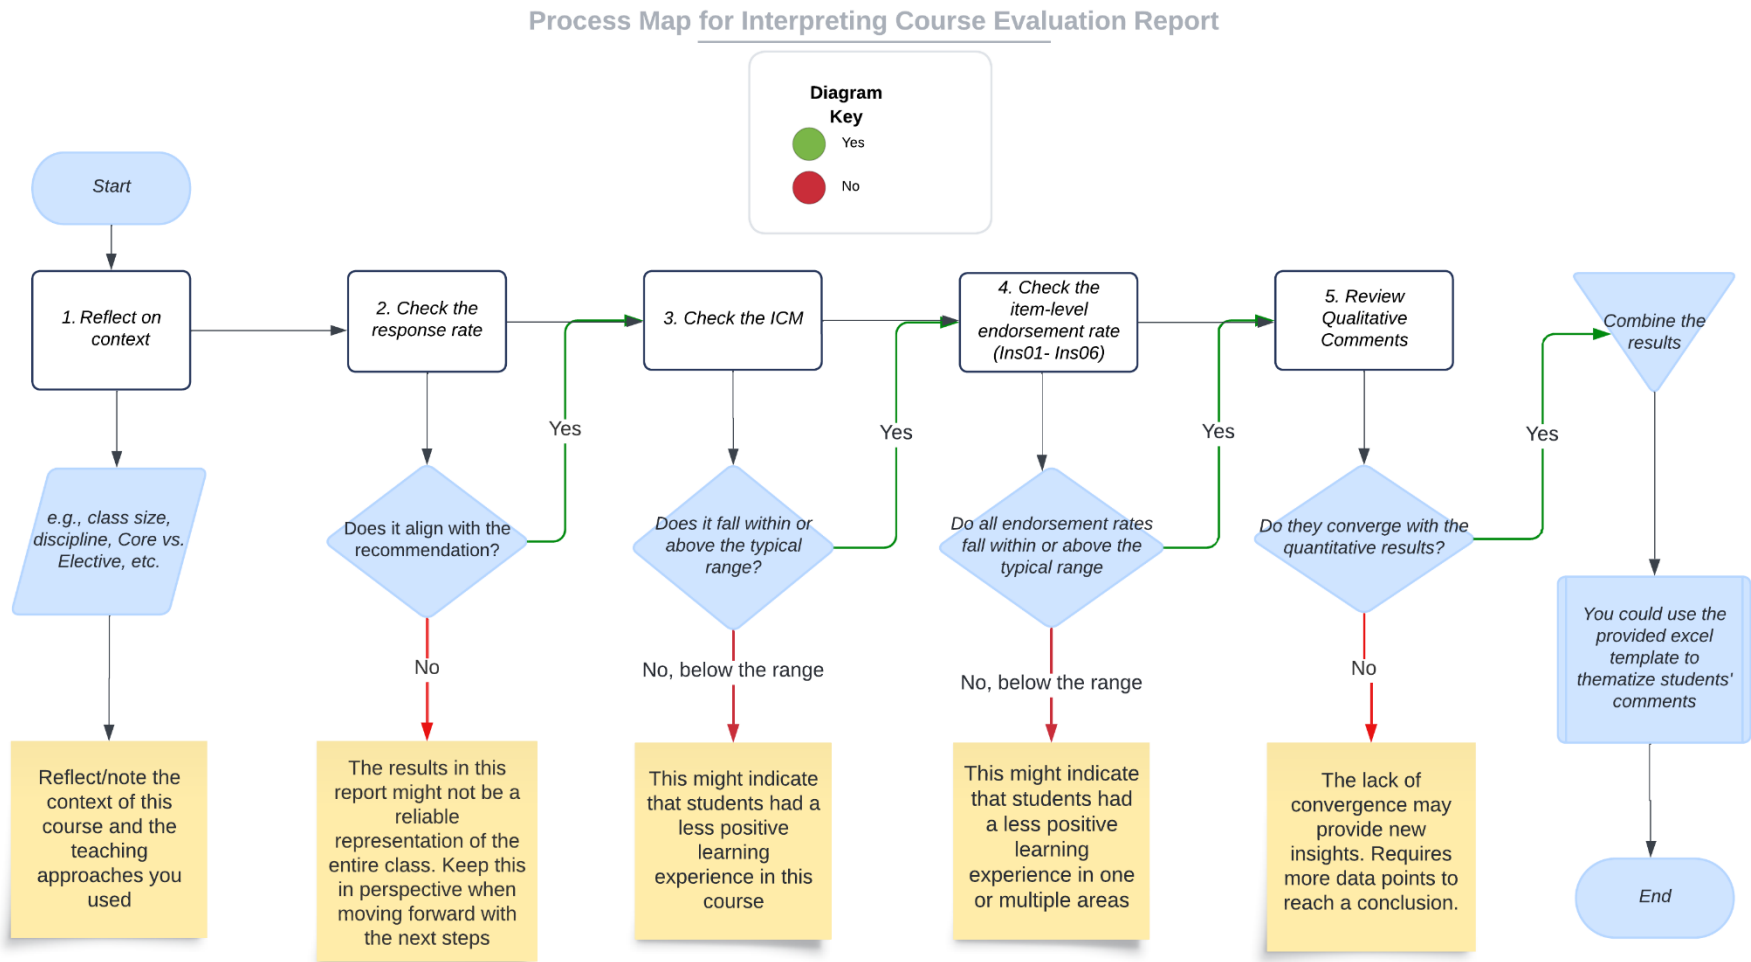 Process Map for Interpreting Course Evaluation Report
Diagram
Key
Yes
No
Start
1. Reflect on
context
2. Check the
response rate
3. Check the ICM
4. Check the
item-level
endorsement rate
(Ins01- Ins06)
5. Review
Qualitative
Comments
Combine the
results
Yes
Yes
Yes
Yes
e.g., class size,
discipline, Core vs.
Elective, etc.
Does it align with the
recommendation?
Does it fall within or
above the typical
range?
Do all endorsement rates
fall within or above the
typical range
Do they converge with the
quantitative results?
You could use the
provided excel
template to
thematize students'
comments
No
No, below the range
No, below the range
No
Reflect/note the
context of this
course and the
teaching
approaches you
used
The results in this
report might not be a
reliable
representation of the
entire class. Keep this
in perspective when
moving forward with
the next steps
This might indicate
that students had a
less positive
learning
experience in this
course
This might indicate
that students had
a less positive
learning
experience in one
or multiple areas
The lack of
convergence may
provide new
insights. Requires
more data points to
reach a conclusion.
End